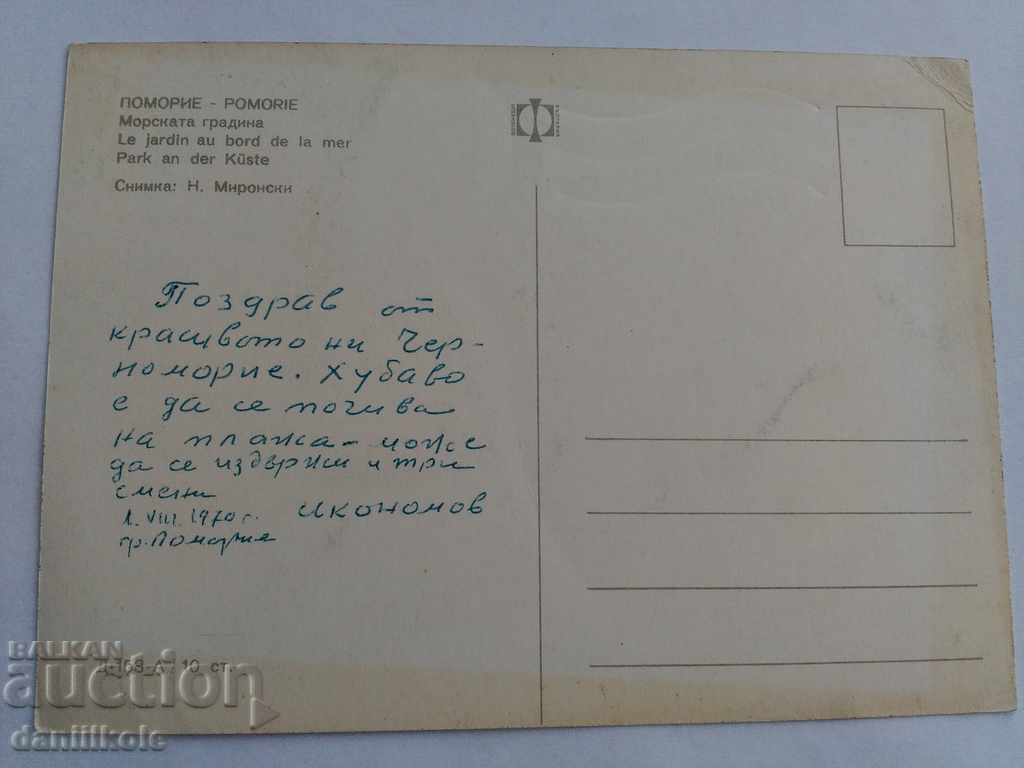 ПОМОРИЕ - POMORIE
Морската градина
Le jardin au bord de la mer
Park an der Küste
Снимка: Н. Миронски
Поздрав от
красивото ни Чер-
номорие. Хубаво
е да се почива
на плажа - може
да се издържи и три
смени
1. VIII. 1970 г. Икономов
гр. Поморие
10 ст.
BALKAN
auction
daniiikole